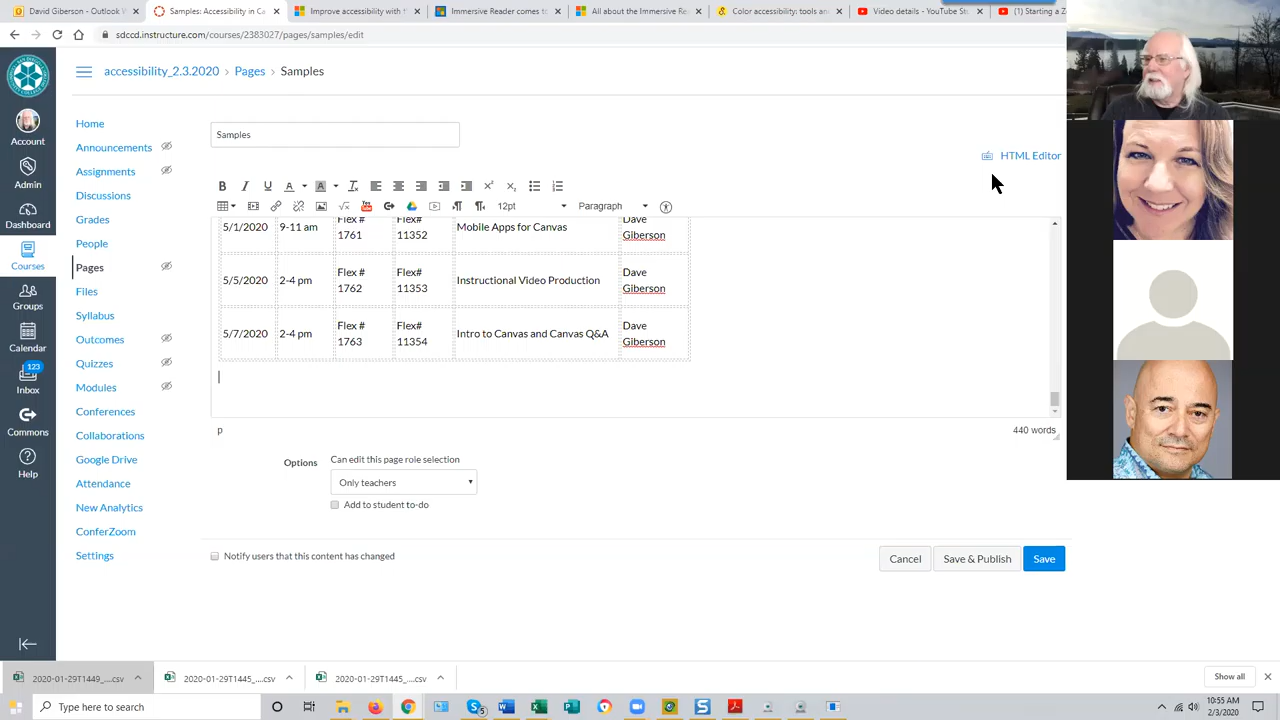 David Giberson - Outlook W
Samples: Accessibility in Ca
Improve accessibility with t
Immersive Reader comes to
All about the Immersive Re
Color accessibility: tools an
Video details - YouTube S
(1) Starting a Z
sdccd.instructure.com/courses/2383027/pages/samples/edit
accessibility_2.3.2020 › Pages › Samples
Account
Admin
Dashboard
Courses
Groups
Calendar
123
Inbox
Commons
Help
Home
Announcements
Assignments
Discussions
Grades
People
Pages
Files
Syllabus
Outcomes
Quizzes
Modules
Conferences
Collaborations
Google Drive
Attendance
New Analytics
ConferZoom
Settings
Samples
HTML Editor
12pt
Paragraph
5/1/2020 9-11 am Flex # 1761 Flex# 11352 Mobile Apps for Canvas Dave Giberson
5/5/2020 2-4 pm Flex # 1762 Flex# 11353 Instructional Video Production Dave Giberson
5/7/2020 2-4 pm Flex # 1763 Flex# 11354 Intro to Canvas and Canvas Q&A Dave Giberson
p
440 words
Options
Can edit this page role selection
Only teachers
Add to student to-do
Notify users that this content has changed
Cancel
Save & Publish
Save
2020-01-29T1449_....csv
2020-01-29T1445_....csv
2020-01-29T1445_....csv
Show all
Type here to search
10:55 AM
2/3/2020